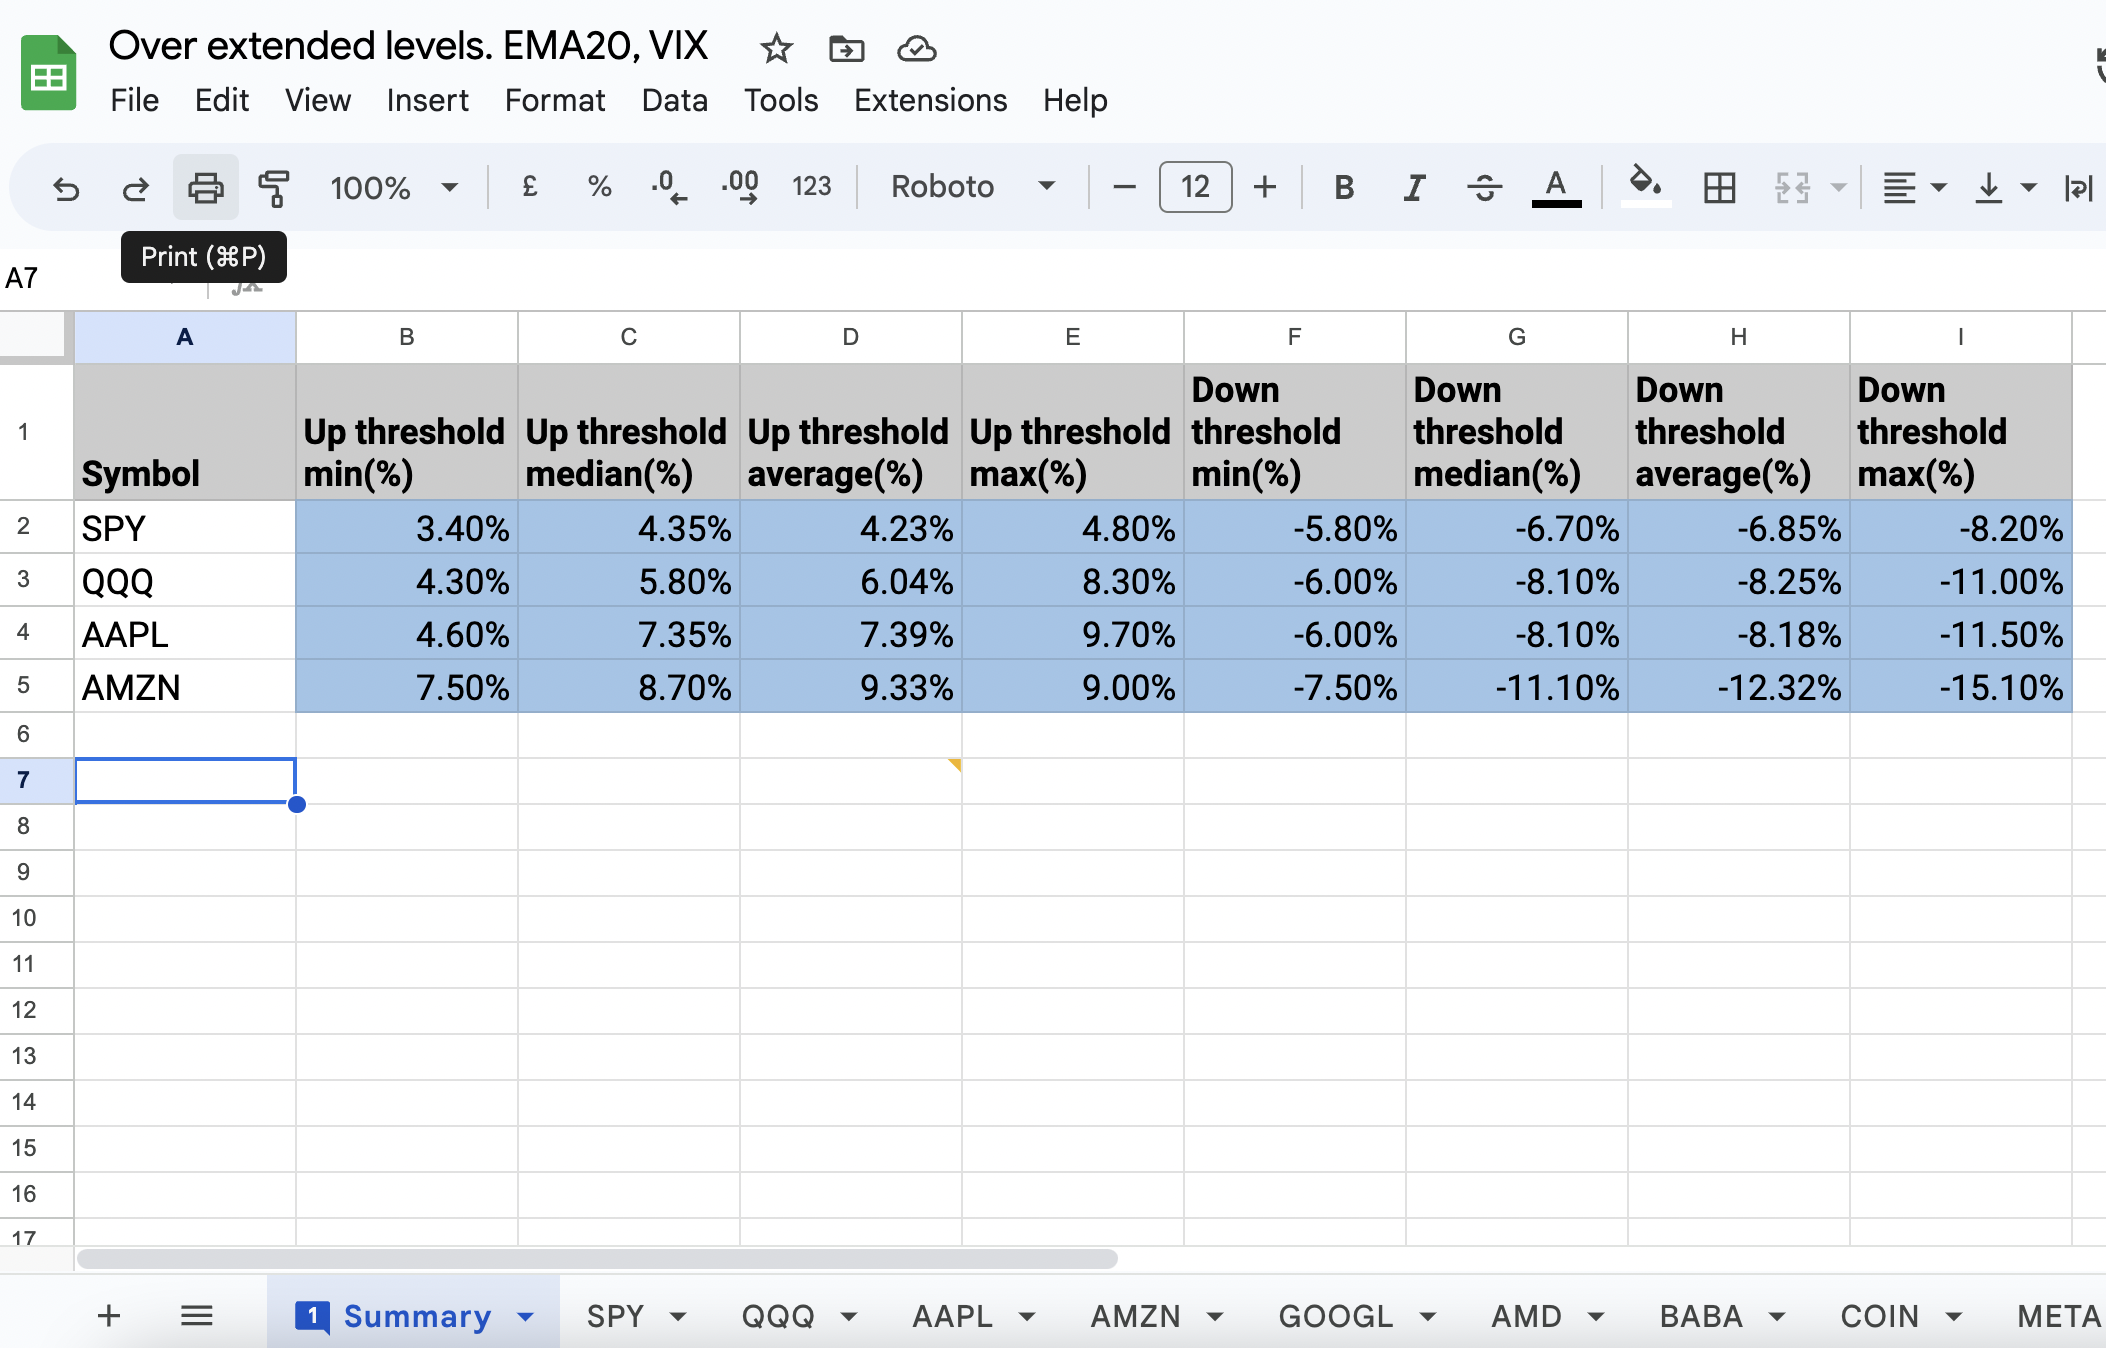 Over extended levels. EMA20, VIX
File Edit View Insert Format Data Tools Extensions Help
100% £ % .0 .00 123 Roboto 12 B I S A
Print (⌘P)
A7 fx
A B C D E F G H I
1 Symbol Up threshold min(%) Up threshold median(%) Up threshold average(%) Up threshold max(%) Down threshold min(%) Down threshold median(%) Down threshold average(%) Down threshold max(%)
2 SPY 3.40% 4.35% 4.23% 4.80% -5.80% -6.70% -6.85% -8.20%
3 QQQ 4.30% 5.80% 6.04% 8.30% -6.00% -8.10% -8.25% -11.00%
4 AAPL 4.60% 7.35% 7.39% 9.70% -6.00% -8.10% -8.18% -11.50%
5 AMZN 7.50% 8.70% 9.33% 9.00% -7.50% -11.10% -12.32% -15.10%
6
7
8
9
10
11
12
13
14
15
16
17
1 Summary SPY QQQ AAPL AMZN GOOGL AMD BABA COIN META